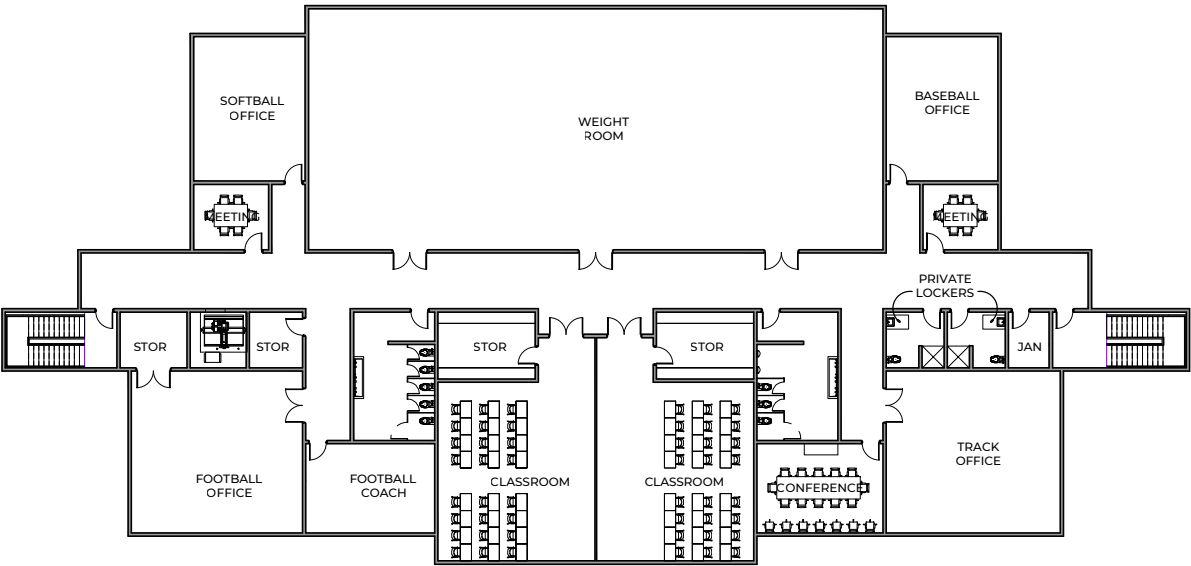 SOFTBALL
OFFICE
WEIGHT
ROOM
BASEBALL
OFFICE
MEETING
MEETING
PRIVATE
LOCKERS
STOR
STOR
STOR
STOR
JAN
FOOTBALL
OFFICE
FOOTBALL
COACH
CLASSROOM
CLASSROOM
CONFERENCE
TRACK
OFFICE